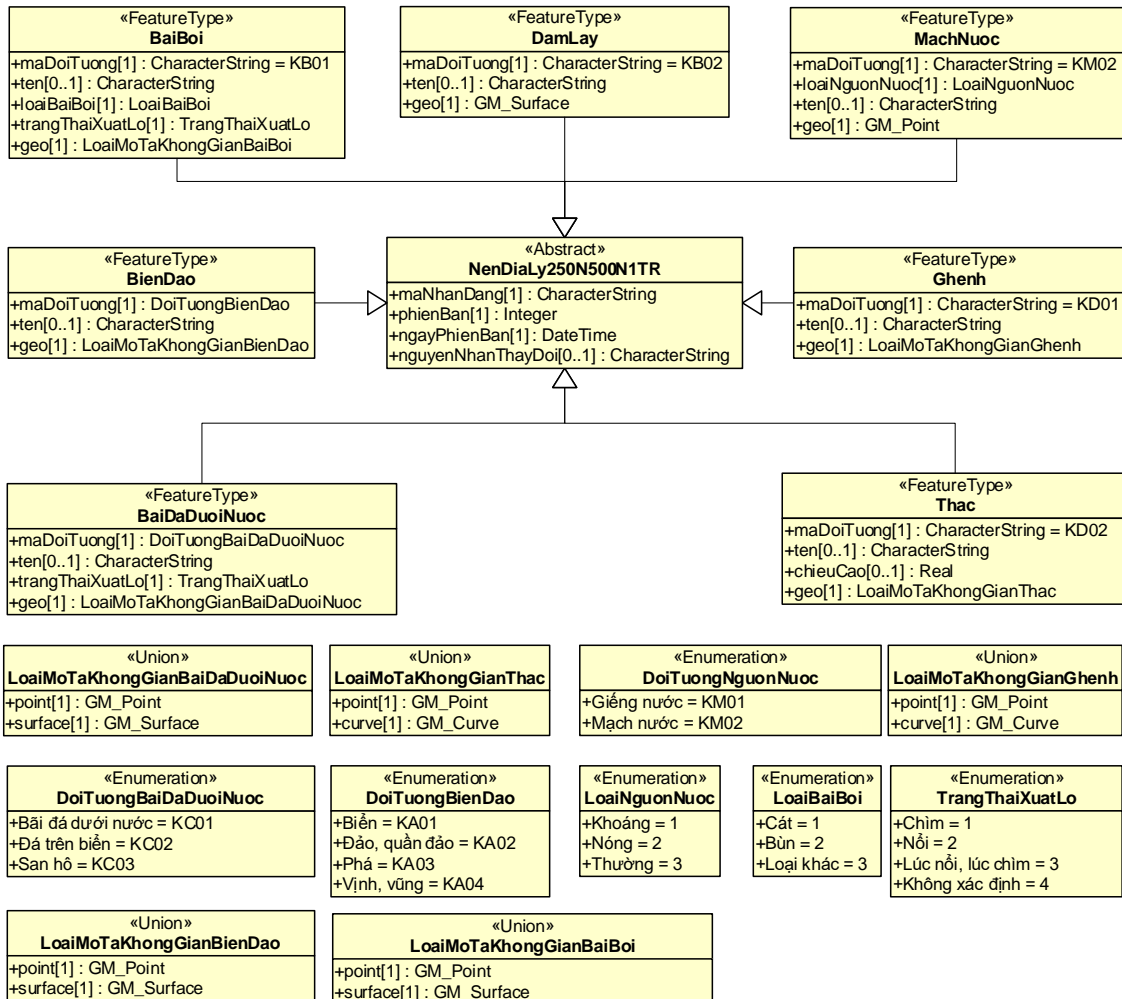 «FeatureType»
BaiBoi
+maDoiTuong[1] : CharacterString = KB01
+ten[0..1] : CharacterString
+loaiBaiBoi[1] : LoaiBaiBoi
+trangThaiXuatLo[1] : TrangThaiXuatLo
+geo[1] : LoaiMoTaKhongGianBaiBoi
«FeatureType»
DamLay
+maDoiTuong[1] : CharacterString = KB02
+ten[0..1] : CharacterString
+geo[1] : GM_Surface
«FeatureType»
MachNuoc
+maDoiTuong[1] : CharacterString = KM02
+loaiNguonNuoc[1] : LoaiNguonNuoc
+ten[0..1] : CharacterString
+geo[1] : GM_Point
«FeatureType»
BienDao
+maDoiTuong[1] : DoiTuongBienDao
+ten[0..1] : CharacterString
+geo[1] : LoaiMoTaKhongGianBienDao
«Abstract»
NenDiaLy250N500N1TR
+maNhanDang[1] : CharacterString
+phienBan[1] : Integer
+ngayPhienBan[1] : DateTime
+nguyenNhanThayDoi[0..1] : CharacterString
«FeatureType»
Ghenh
+maDoiTuong[1] : CharacterString = KD01
+ten[0..1] : CharacterString
+geo[1] : LoaiMoTaKhongGianGhenh
«FeatureType»
BaiDaDuoiNuoc
+maDoiTuong[1] : DoiTuongBaiDaDuoiNuoc
+ten[0..1] : CharacterString
+trangThaiXuatLo[1] : TrangThaiXuatLo
+geo[1] : LoaiMoTaKhongGianBaiDaDuoiNuoc
«FeatureType»
Thac
+maDoiTuong[1] : CharacterString = KD02
+ten[0..1] : CharacterString
+chieuCao[0..1] : Real
+geo[1] : LoaiMoTaKhongGianThac
«Union»
LoaiMoTaKhongGianBaiDaDuoiNuoc
+point[1] : GM_Point
+surface[1] : GM_Surface
«Union»
LoaiMoTaKhongGianThac
+point[1] : GM_Point
+curve[1] : GM_Curve
«Enumeration»
DoiTuongNguonNuoc
+Giếng nước = KM01
+Mạch nước = KM02
«Union»
LoaiMoTaKhongGianGhenh
+point[1] : GM_Point
+curve[1] : GM_Curve
«Enumeration»
DoiTuongBaiDaDuoiNuoc
+Bãi đá dưới nước = KC01
+Đá trên biển = KC02
+San hô = KC03
«Enumeration»
DoiTuongBienDao
+Biển = KA01
+Đảo, quần đảo = KA02
+Phá = KA03
+Vịnh, vũng = KA04
«Enumeration»
LoaiNguonNuoc
+Khoáng = 1
+Nóng = 2
+Thường = 3
«Enumeration»
LoaiBaiBoi
+Cát = 1
+Bùn = 2
+Loại khác = 3
«Enumeration»
TrangThaiXuatLo
+Chìm = 1
+Nổi = 2
+Lúc nổi, lúc chìm = 3
+Không xác định = 4
«Union»
LoaiMoTaKhongGianBienDao
+point[1] : GM_Point
+surface[1] : GM_Surface
«Union»
LoaiMoTaKhongGianBaiBoi
+point[1] : GM_Point
+surface[1] : GM_Surface